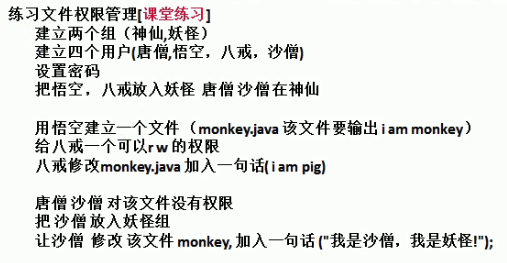 练习文件权限管理[课堂练习]
建立两个组（神仙,妖怪）
建立四个用户(唐僧,悟空，八戒，沙僧)
设置密码
把悟空，八戒放入妖怪 唐僧 沙僧在神仙
用悟空建立一个文件 （monkey.java 该文件要输出 i am monkey）
给八戒一个可以 r w 的权限
八戒修改monkey.java 加入一句话( i am pig)
唐僧 沙僧 对该文件没有权限
把 沙僧 放入妖怪组
让沙僧 修改 该文件 monkey, 加入一句话 ("我是沙僧，我是妖怪!");